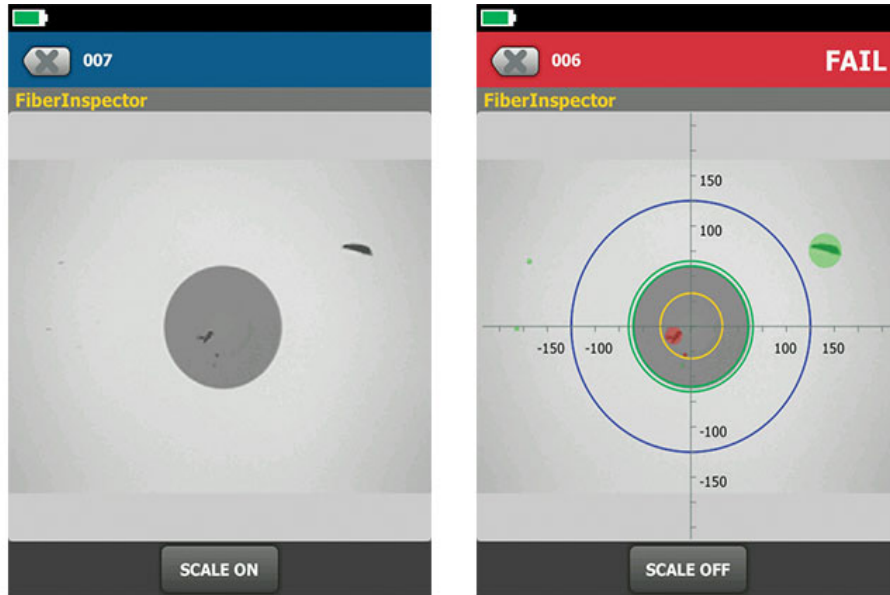 007
FiberInspector
SCALE ON
006
FAIL
FiberInspector
150
100
-150 -100 100 150
-100
-150
SCALE OFF